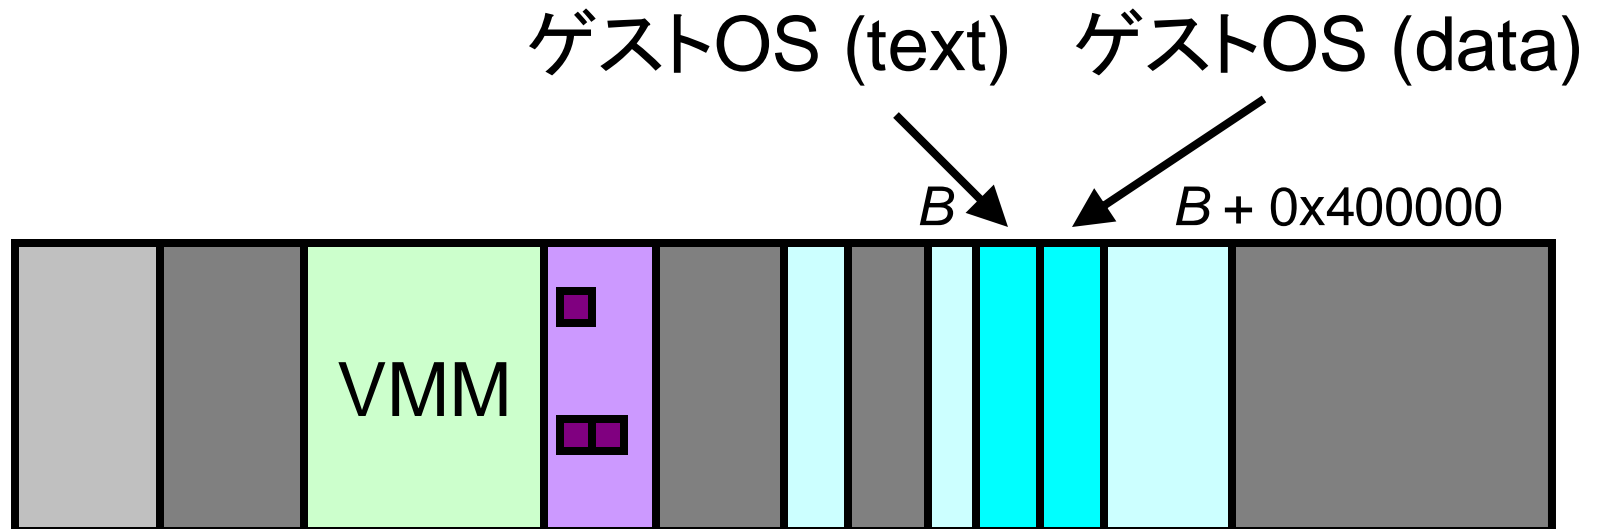 ゲストOS (text) ゲストOS (data)
B B + 0x400000
VMM